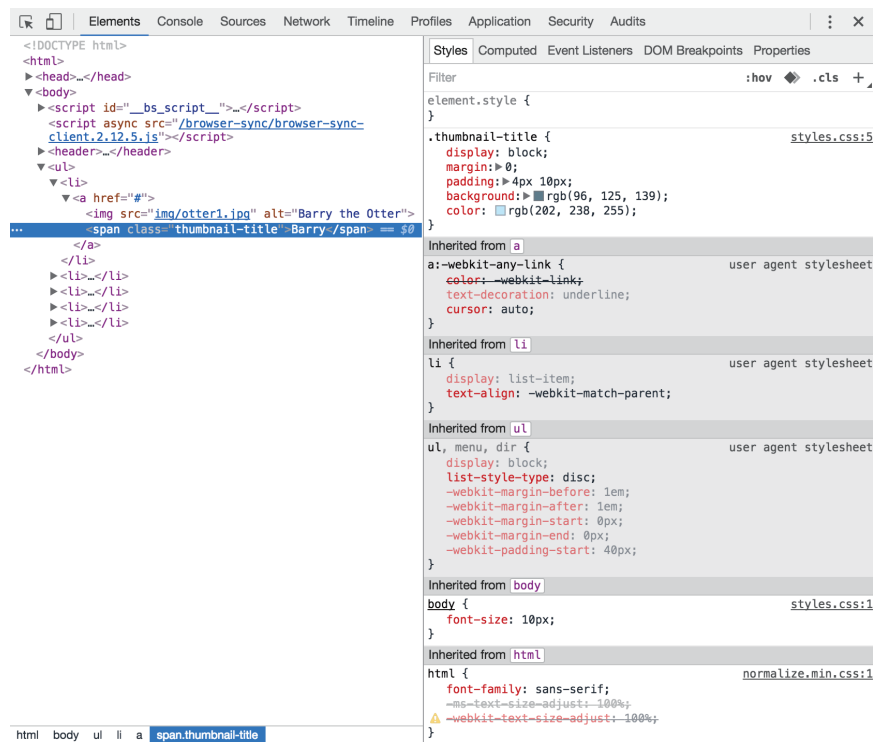 Elements Console Sources Network Timeline Profiles Application Security Audits
<!DOCTYPE html>
<html>
<head>…</head>
<body>
<script id="__bs_script__">…</script>
<script async src="/browser-sync/browser-sync-
client.2.12.5.js"></script>
<header>…</header>
<ul>
<li>
<a href="#">
<img src="img/otter1.jpg" alt="Barry the Otter">
<span class="thumbnail-title">Barry</span> == $0
</a>
</li>
<li>…</li>
<li>…</li>
<li>…</li>
<li>…</li>
</ul>
</body>
</html>
html body ul li a span.thumbnail-title
Styles Computed Event Listeners DOM Breakpoints Properties
Filter :hov .cls +
element.style {
}
.thumbnail-title { styles.css:5
display: block;
margin: 0;
padding: 4px 10px;
background: rgb(96, 125, 139);
color: rgb(202, 238, 255);
}
Inherited from a
a:-webkit-any-link { user agent stylesheet
color: -webkit-link;
text-decoration: underline;
cursor: auto;
}
Inherited from li
li { user agent stylesheet
display: list-item;
text-align: -webkit-match-parent;
}
Inherited from ul
ul, menu, dir { user agent stylesheet
display: block;
list-style-type: disc;
-webkit-margin-before: 1em;
-webkit-margin-after: 1em;
-webkit-margin-start: 0px;
-webkit-margin-end: 0px;
-webkit-padding-start: 40px;
}
Inherited from body
body { styles.css:1
font-size: 10px;
}
Inherited from html
html { normalize.min.css:1
font-family: sans-serif;
-ms-text-size-adjust: 100%;
-webkit-text-size-adjust: 100%;
}